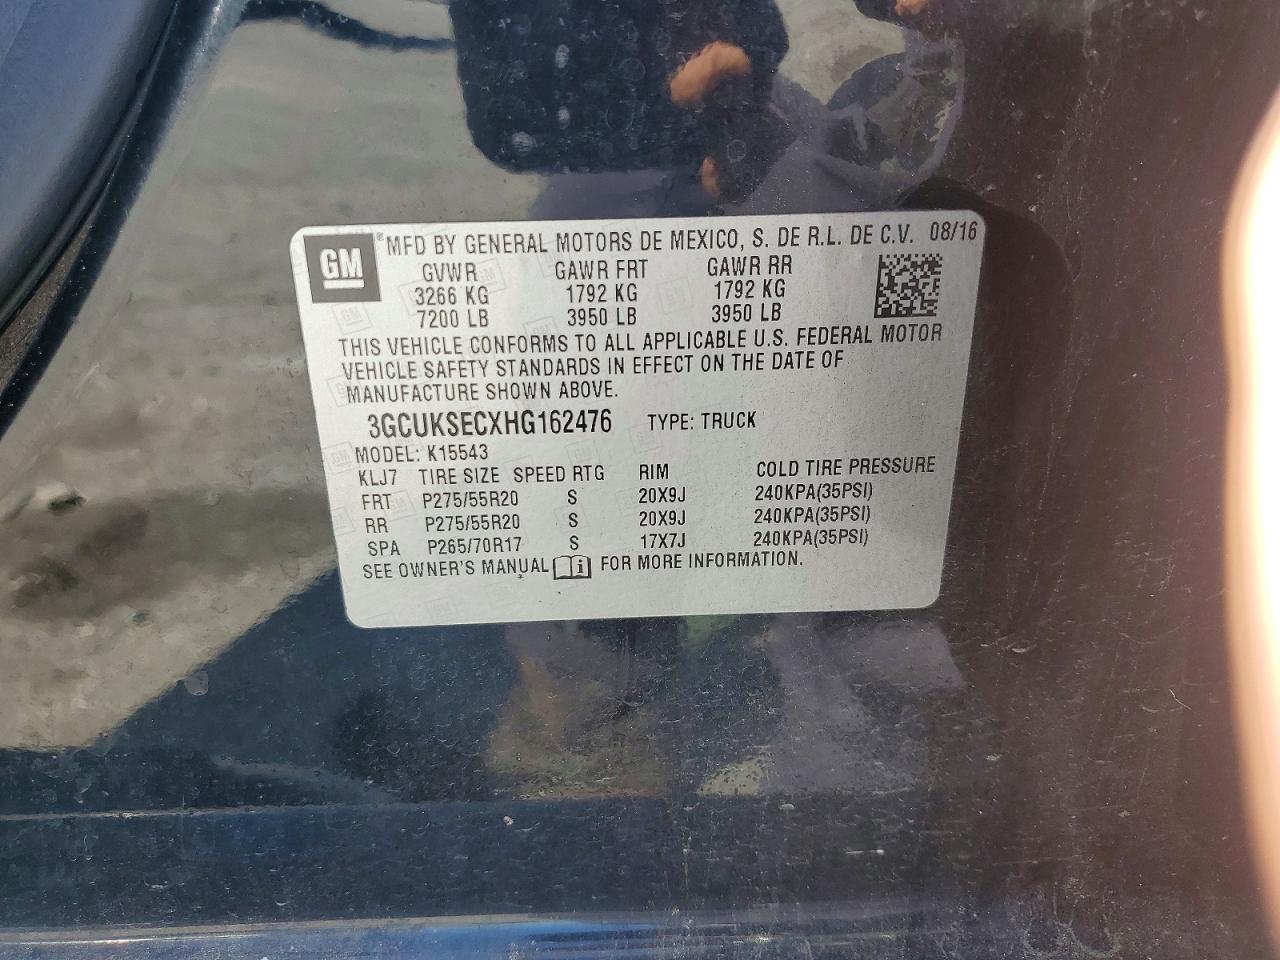 GM ® MFD BY GENERAL MOTORS DE MEXICO, S. DE R.L. DE C.V. 08/16
GVWR GAWR FRT GAWR RR
3266 KG 1792 KG 1792 KG
7200 LB 3950 LB 3950 LB
THIS VEHICLE CONFORMS TO ALL APPLICABLE U.S. FEDERAL MOTOR
VEHICLE SAFETY STANDARDS IN EFFECT ON THE DATE OF
MANUFACTURE SHOWN ABOVE.
3GCUKSECXHG162476 TYPE: TRUCK
MODEL: K15543
KLJ7 TIRE SIZE SPEED RTG RIM COLD TIRE PRESSURE
FRT P275/55R20 S 20X9J 240KPA(35PSI)
RR P275/55R20 S 20X9J 240KPA(35PSI)
SPA P265/70R17 S 17X7J 240KPA(35PSI)
SEE OWNER'S MANUAL i FOR MORE INFORMATION.